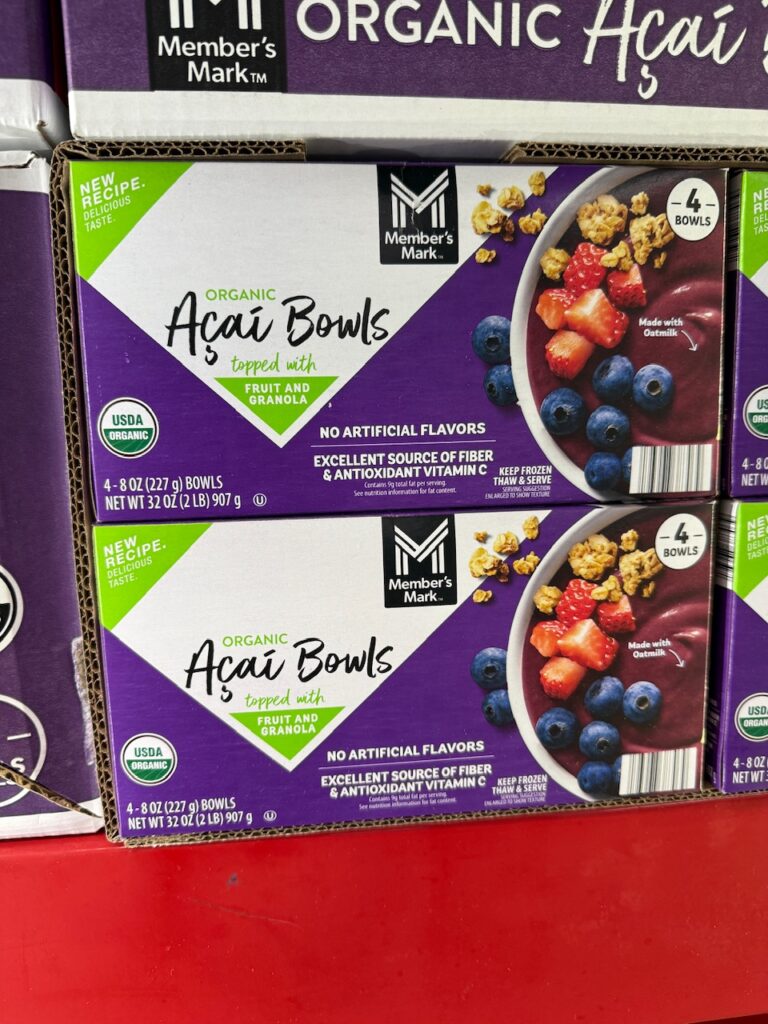 ORGANIC Açaí
Member's
Mark™
NEW
RECIPE.
DELICIOUS
TASTE.
Member's
Mark™
4
BOWLS
ORGANIC
Açaí Bowls
topped with
FRUIT AND
GRANOLA
Made with
Oatmilk
USDA
ORGANIC
NO ARTIFICIAL FLAVORS
EXCELLENT SOURCE OF FIBER
& ANTIOXIDANT VITAMIN C
Contains 9g total fat per serving.
See nutrition information for fat content.
KEEP FROZEN
THAW & SERVE
SERVING SUGGESTION
ENLARGED TO SHOW TEXTURE
4 - 8 OZ (227 g) BOWLS
NET WT 32 OZ (2 LB) 907 g
NEW
RECIPE.
DELICIOUS
TASTE.
Member's
Mark™
4
BOWLS
ORGANIC
Açaí Bowls
topped with
FRUIT AND
GRANOLA
Made with
Oatmilk
USDA
ORGANIC
NO ARTIFICIAL FLAVORS
EXCELLENT SOURCE OF FIBER
& ANTIOXIDANT VITAMIN C
Contains 9g total fat per serving.
See nutrition information for fat content.
KEEP FROZEN
THAW & SERVE
SERVING SUGGESTION
ENLARGED TO SHOW TEXTURE
4 - 8 OZ (227 g) BOWLS
NET WT 32 OZ (2 LB) 907 g